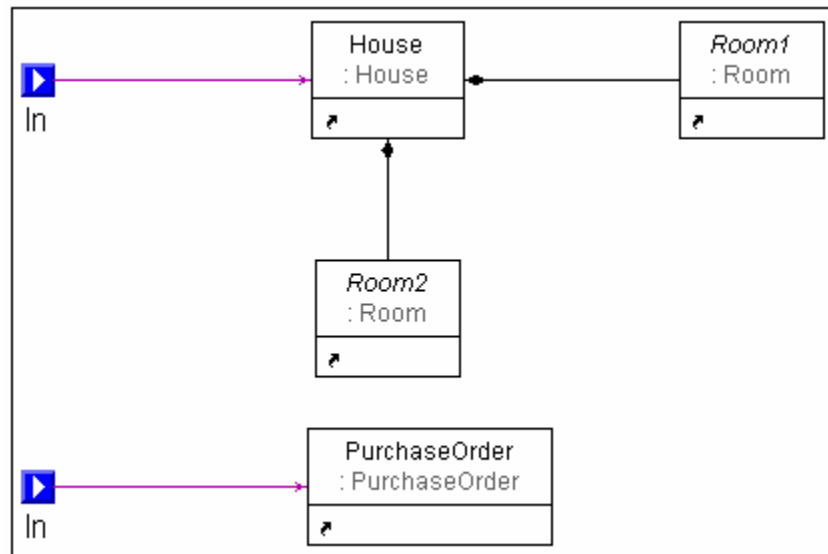 House
: House
Room1
: Room
In
Room2
: Room
PurchaseOrder
: PurchaseOrder
In